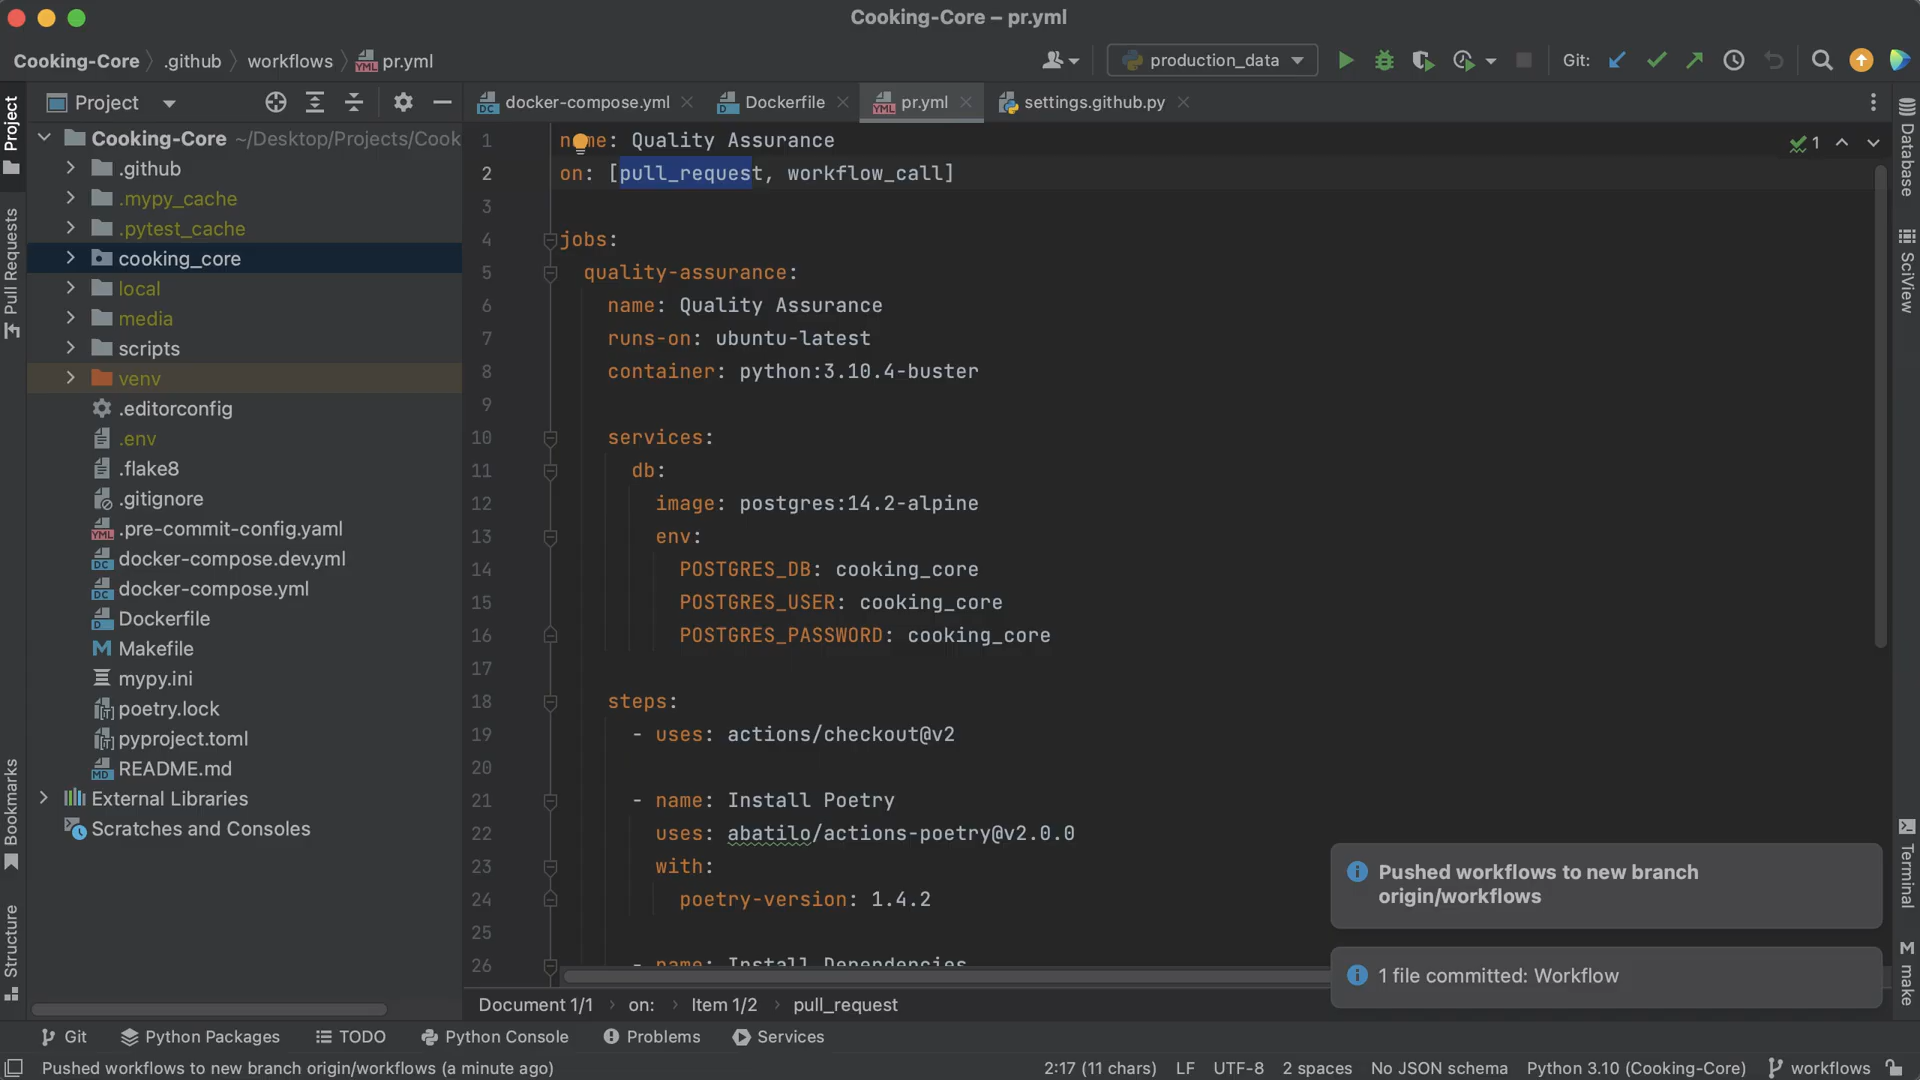 Cooking-Core – pr.yml
Cooking-Core
.github
workflows
pr.yml
production_data
Git:
Project
docker-compose.yml
Dockerfile
pr.yml
settings.github.py
Project
Pull Requests
Bookmarks
Structure
Cooking-Core ~/Desktop/Projects/Cook
.github
.mypy_cache
.pytest_cache
cooking_core
local
media
scripts
venv
.editorconfig
.env
.flake8
.gitignore
.pre-commit-config.yaml
docker-compose.dev.yml
docker-compose.yml
Dockerfile
Makefile
mypy.ini
poetry.lock
pyproject.toml
README.md
External Libraries
Scratches and Consoles
1 name: Quality Assurance
2 on: [pull_request, workflow_call]
3
4 jobs:
5 quality-assurance:
6 name: Quality Assurance
7 runs-on: ubuntu-latest
8 container: python:3.10.4-buster
9
10 services:
11 db:
12 image: postgres:14.2-alpine
13 env:
14 POSTGRES_DB: cooking_core
15 POSTGRES_USER: cooking_core
16 POSTGRES_PASSWORD: cooking_core
17
18 steps:
19 - uses: actions/checkout@v2
20
21 - name: Install Poetry
22 uses: abatilo/actions-poetry@v2.0.0
23 with:
24 poetry-version: 1.4.2
25
26 - name: Install Dependencies
1
Database
SciView
Terminal
make
Pushed workflows to new branch
origin/workflows
1 file committed: Workflow
Document 1/1 › on: › Item 1/2 › pull_request
Git
Python Packages
TODO
Python Console
Problems
Services
Pushed workflows to new branch origin/workflows (a minute ago)
2:17 (11 chars)
LF
UTF-8
2 spaces
No JSON schema
Python 3.10 (Cooking-Core)
workflows